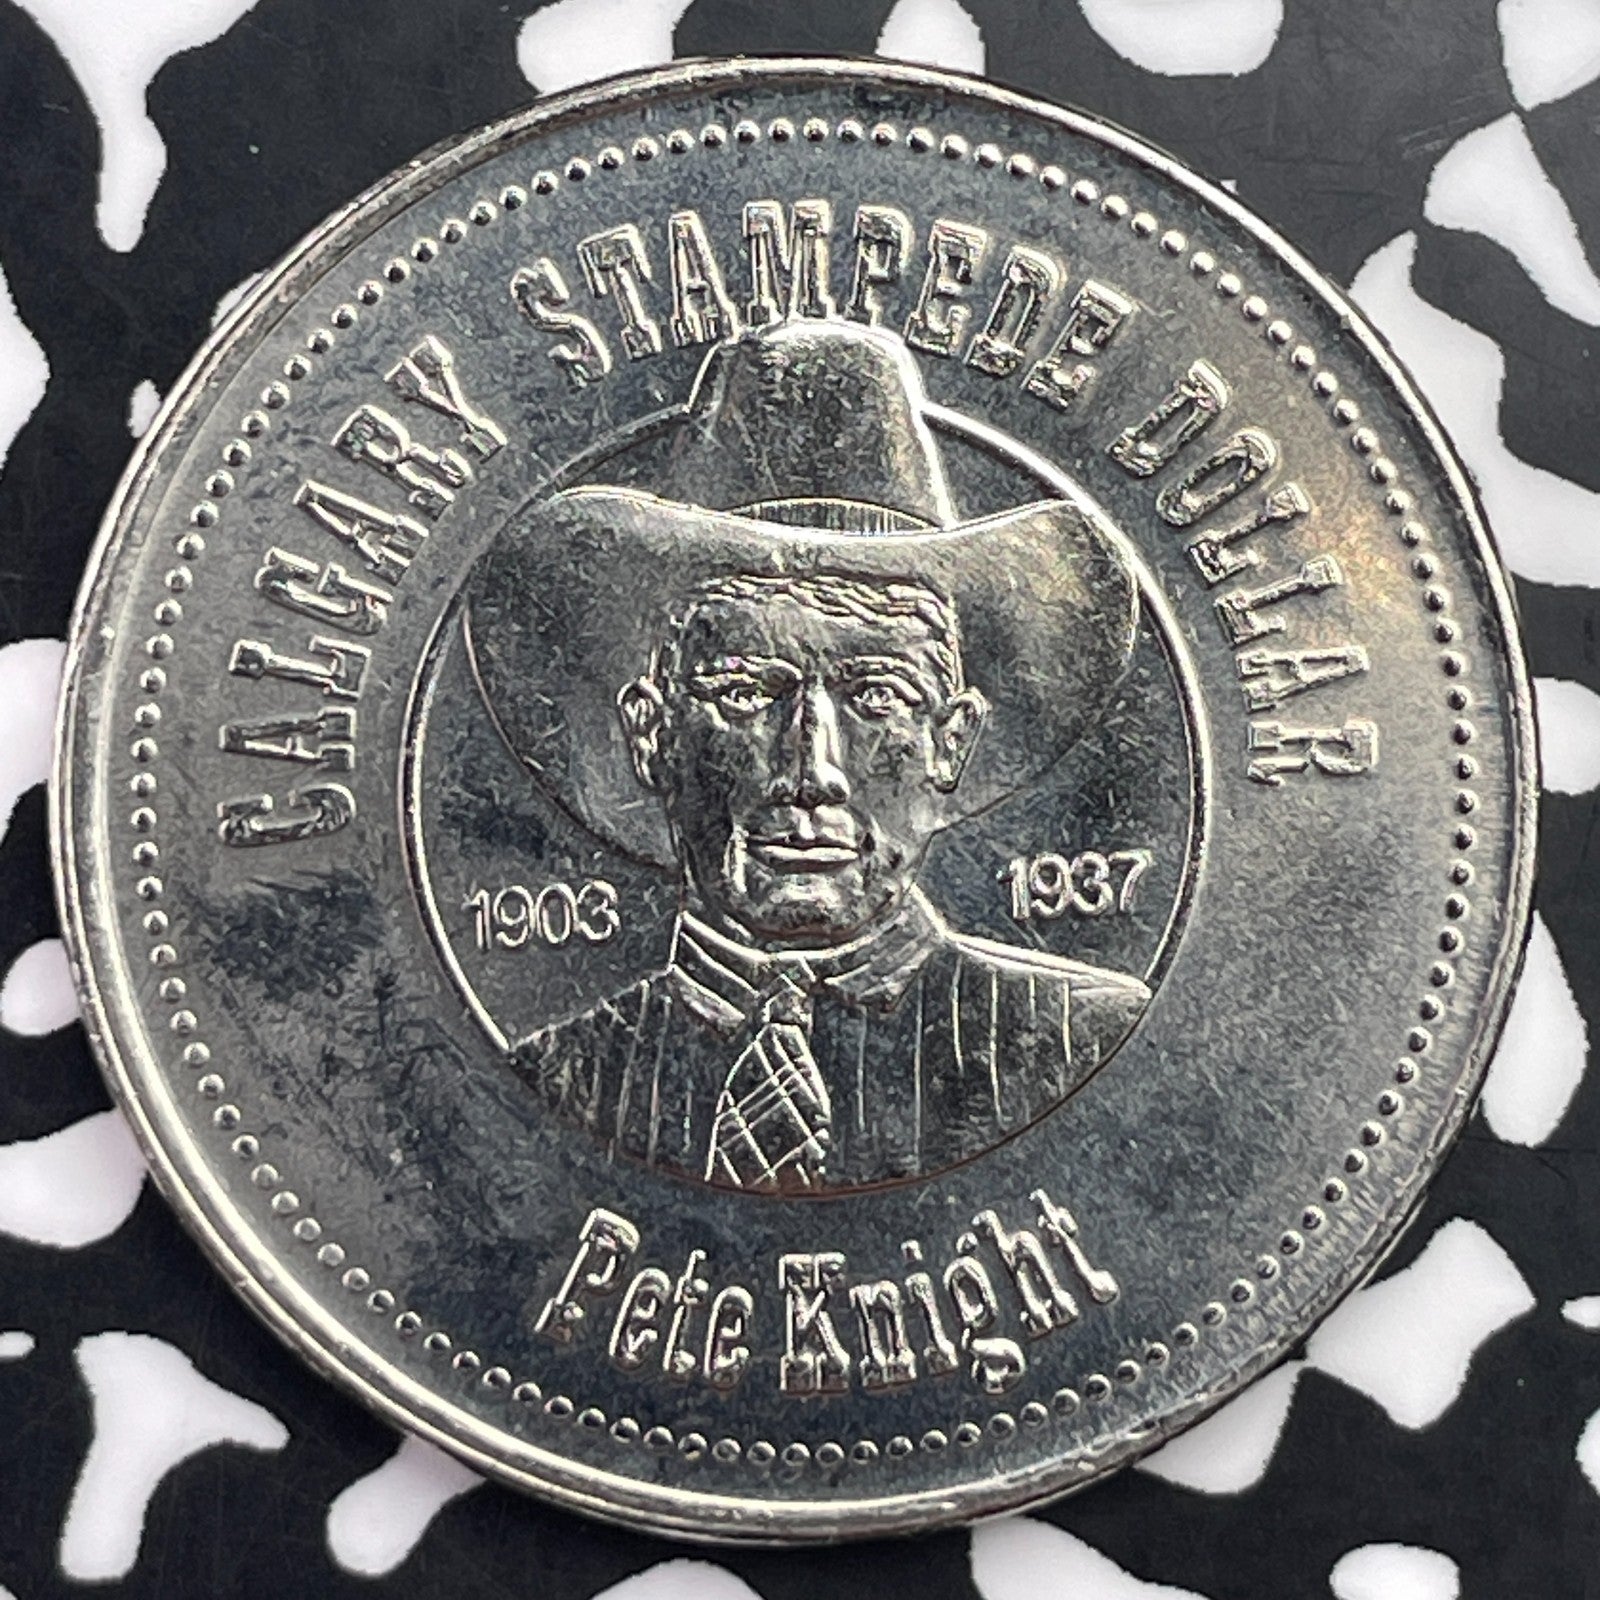 CALGARY STAMPEDE DOLLAR
1903 1937
Pete Knight